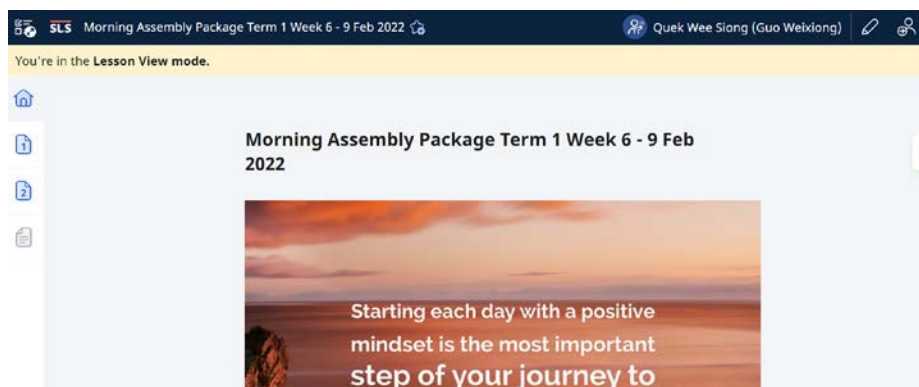 SLS Morning Assembly Package Term 1 Week 6 - 9 Feb 2022 Quek Wee Siong (Guo Weixiong)
You're in the Lesson View mode.
1
2
Morning Assembly Package Term 1 Week 6 - 9 Feb
2022
Starting each day with a positive
mindset is the most important
step of your journey to